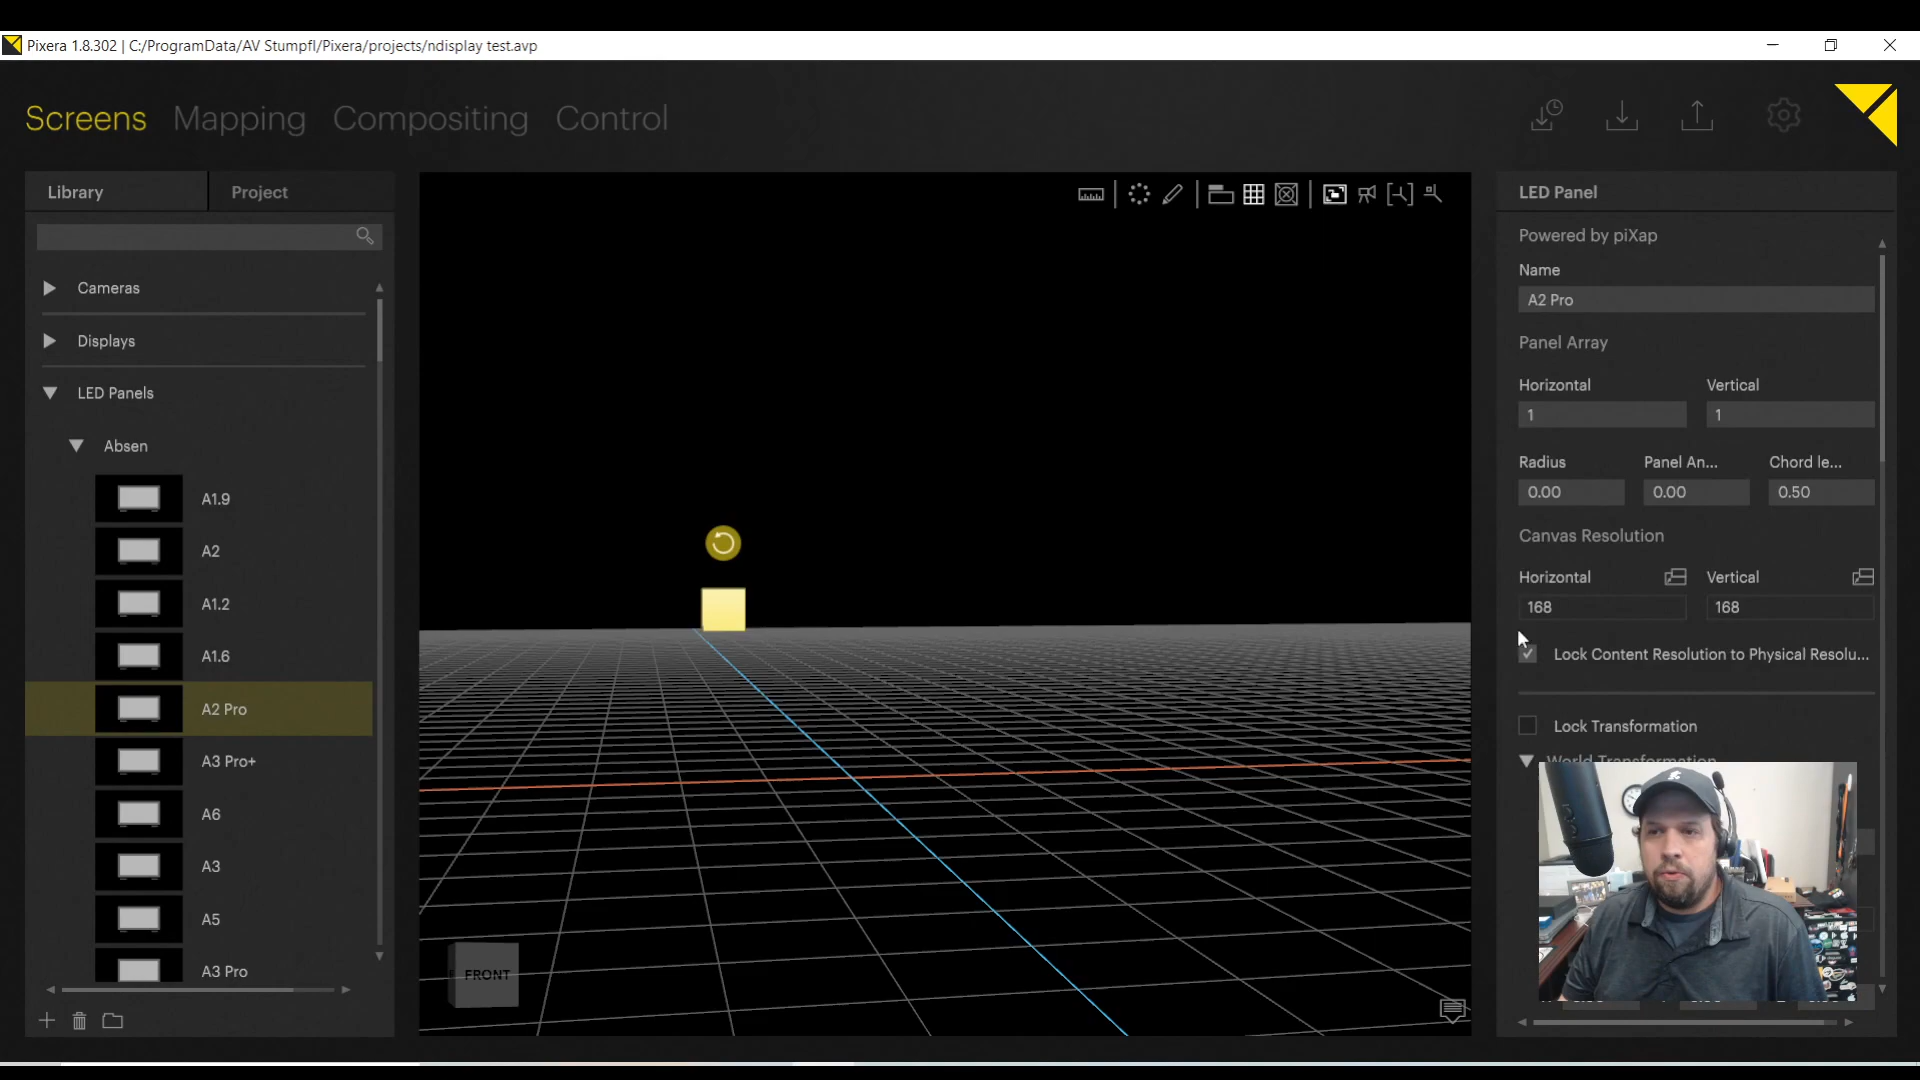 Pixera 1.8.302 | C:/ProgramData/AV Stumpfl/Pixera/projects/ndisplay test.avp
Screens Mapping Compositing Control
Library Project
Cameras
Displays
LED Panels
Absen
A1.9
A2
A1.2
A1.6
A2 Pro
A3 Pro+
A6
A3
A5
A3 Pro
FRONT
LED Panel
Powered by piXap
Name
A2 Pro
Panel Array
Horizontal Vertical
1 1
Radius Panel An... Chord le...
0.00 0.00 0.50
Canvas Resolution
Horizontal Vertical
168 168
Lock Content Resolution to Physical Resolu...
Lock Transformation
World Transformation